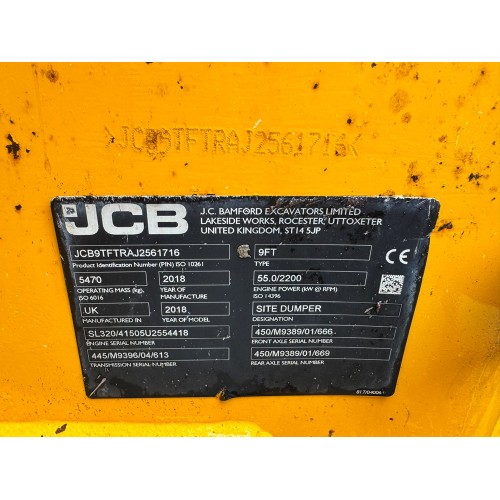 >JCB9TFTRAJ2561716<
JCB
J.C. BAMFORD EXCAVATORS LIMITED
LAKESIDE WORKS, ROCESTER, UTTOXETER
UNITED KINGDOM, ST14 5JP
JCB9TFTRAJ2561716
Product Identification Number (PIN) ISO 10261
9FT
TYPE
CE
5470
OPERATING MASS (kg),
ISO 6016
2018
YEAR OF
MANUFACTURE
55.0/2200
ENGINE POWER (kW @ RPM)
ISO 14396
UK
MANUFACTURED IN
2018
YEAR OF MODEL
SITE DUMPER
DESIGNATION
SL320/41505U2554418
ENGINE SERIAL NUMBER
450/M9389/01/666
FRONT AXLE SERIAL NUMBER
445/M9396/04/613
TRANSMISSION SERIAL NUMBER
450/M9389/01/669
REAR AXLE SERIAL NUMBER